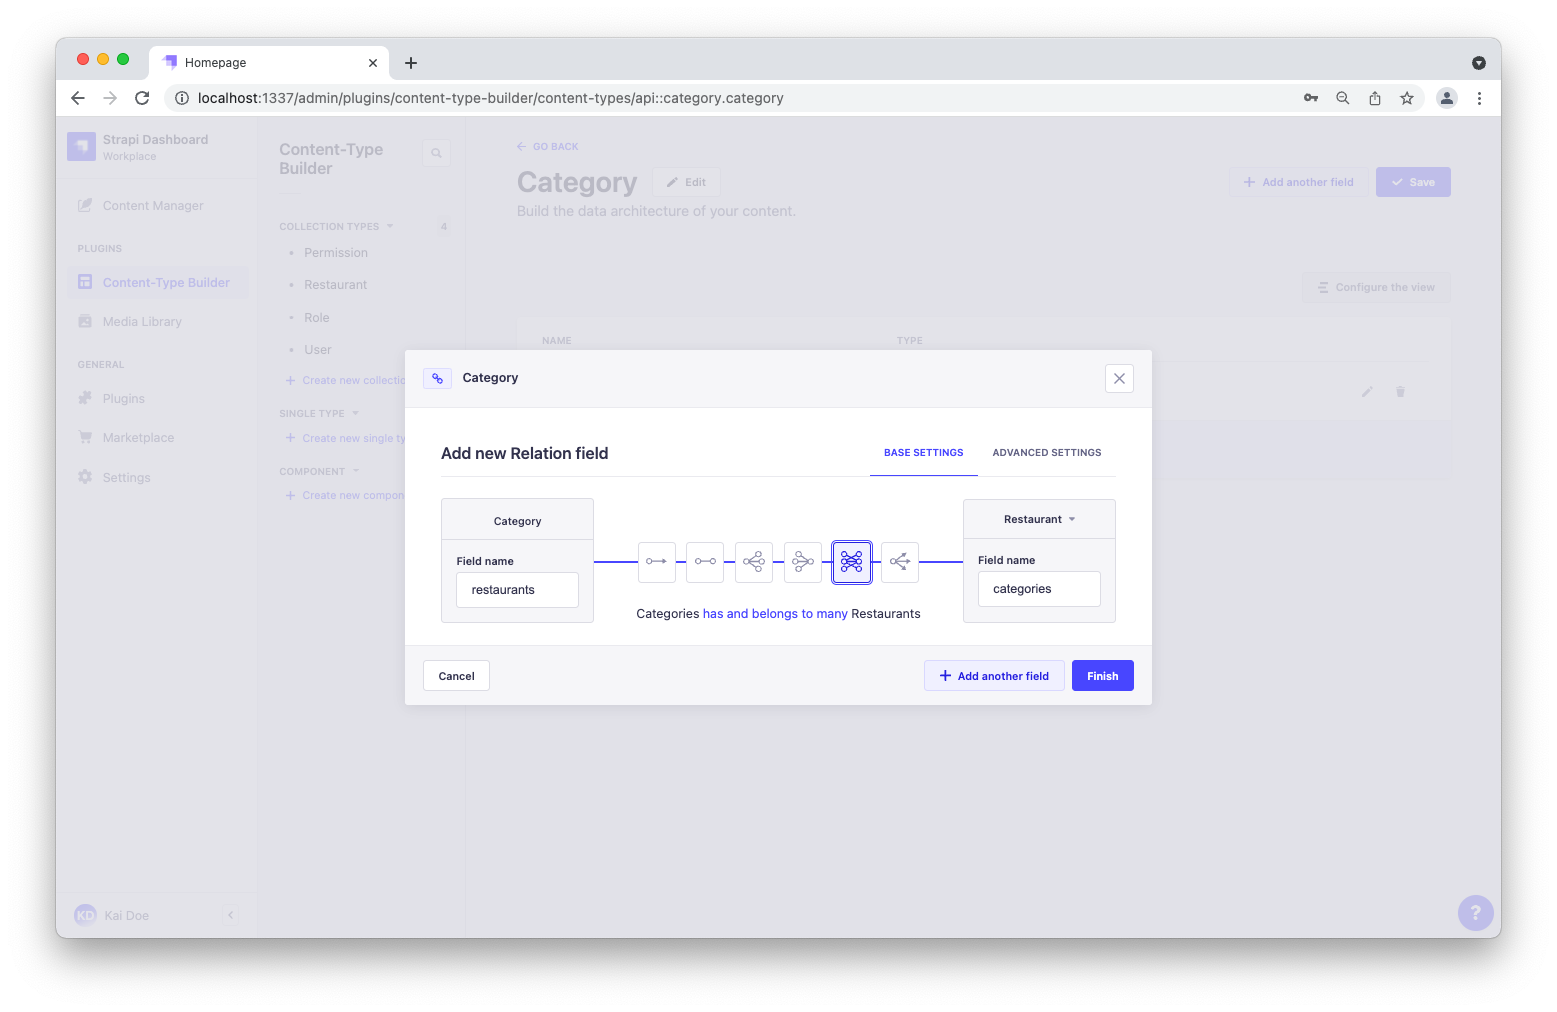 Homepage
localhost:1337/admin/plugins/content-type-builder/content-types/api::category.category
Strapi Dashboard
Workplace
Content Manager
PLUGINS
Content-Type Builder
Media Library
GENERAL
Plugins
Marketplace
Settings
KD Kai Doe
Content-Type
Builder
COLLECTION TYPES 4
Permission
Restaurant
Role
User
Create new collectio
SINGLE TYPE
Create new single ty
COMPONENT
Create new compon
GO BACK
Category
Edit
Add another field
Save
Build the data architecture of your content.
Configure the view
NAME TYPE
Category
Add new Relation field
BASE SETTINGS ADVANCED SETTINGS
Category
Field name
restaurants
Restaurant
Field name
categories
Categories has and belongs to many Restaurants
Cancel
Add another field
Finish
?